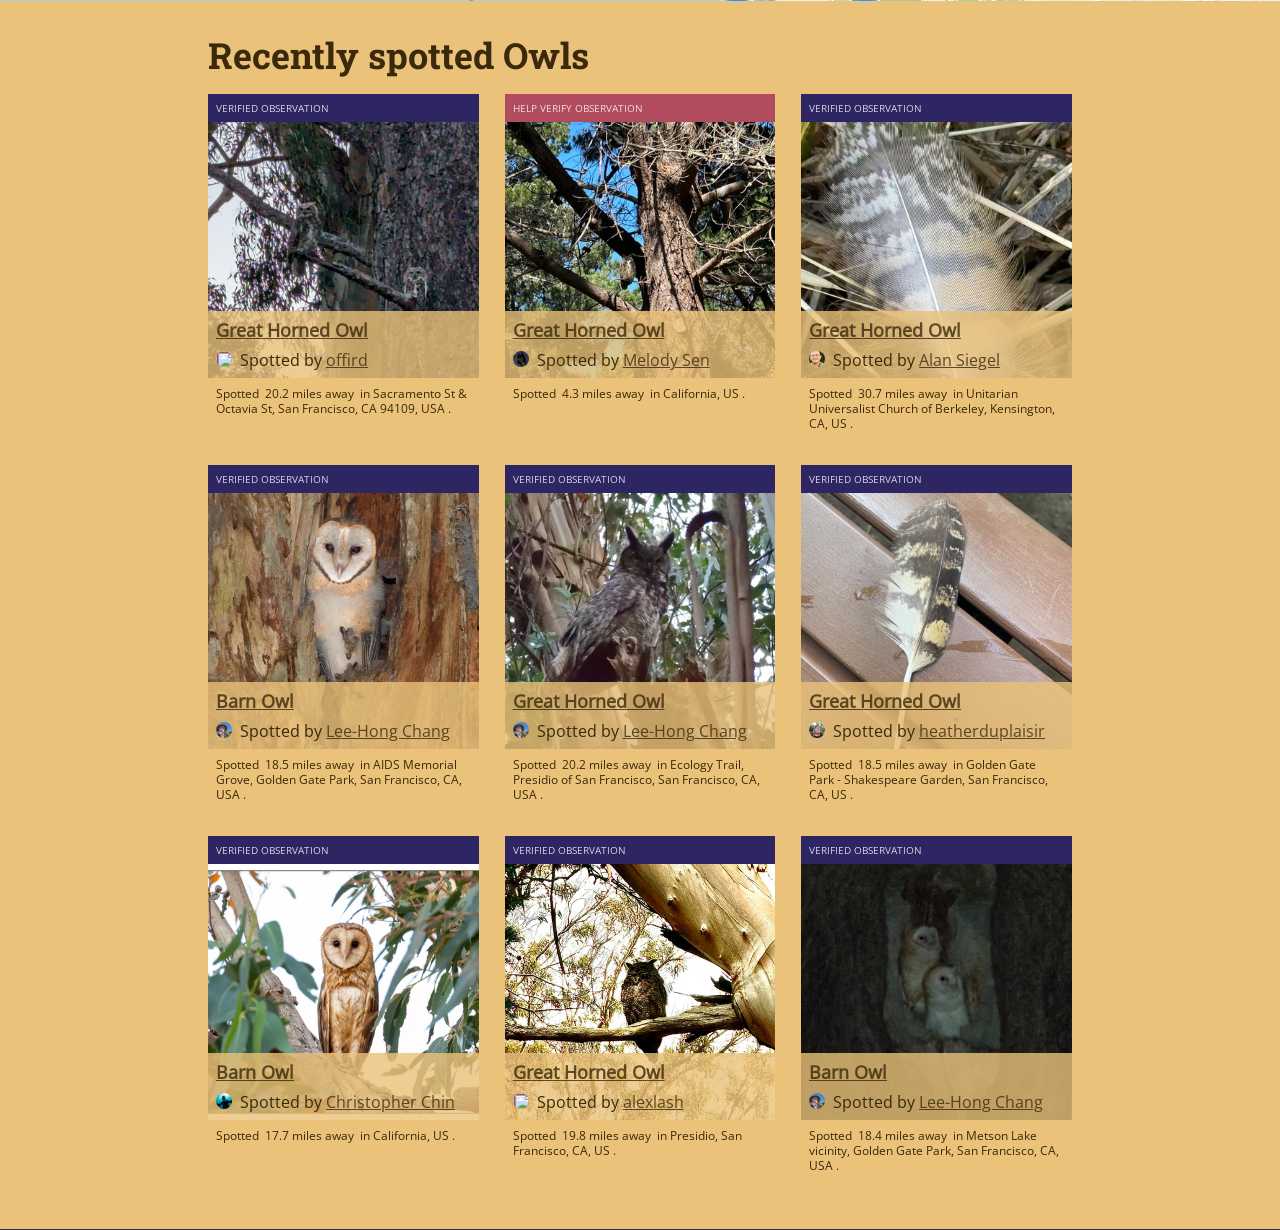 Recently spotted Owls
VERIFIED OBSERVATION
Great Horned Owl
Spotted by offird
Spotted 20.2 miles away in Sacramento St &
Octavia St, San Francisco, CA 94109, USA .
HELP VERIFY OBSERVATION
Great Horned Owl
Spotted by Melody Sen
Spotted 4.3 miles away in California, US .
VERIFIED OBSERVATION
Great Horned Owl
Spotted by Alan Siegel
Spotted 30.7 miles away in Unitarian
Universalist Church of Berkeley, Kensington,
CA, US .
VERIFIED OBSERVATION
Barn Owl
Spotted by Lee-Hong Chang
Spotted 18.5 miles away in AIDS Memorial
Grove, Golden Gate Park, San Francisco, CA,
USA .
VERIFIED OBSERVATION
Great Horned Owl
Spotted by Lee-Hong Chang
Spotted 20.2 miles away in Ecology Trail,
Presidio of San Francisco, San Francisco, CA,
USA .
VERIFIED OBSERVATION
Great Horned Owl
Spotted by heatherduplaisir
Spotted 18.5 miles away in Golden Gate
Park - Shakespeare Garden, San Francisco,
CA, US .
VERIFIED OBSERVATION
Barn Owl
Spotted by Christopher Chin
Spotted 17.7 miles away in California, US .
VERIFIED OBSERVATION
Great Horned Owl
Spotted by alexlash
Spotted 19.8 miles away in Presidio, San
Francisco, CA, US .
VERIFIED OBSERVATION
Barn Owl
Spotted by Lee-Hong Chang
Spotted 18.4 miles away in Metson Lake
vicinity, Golden Gate Park, San Francisco, CA,
USA .